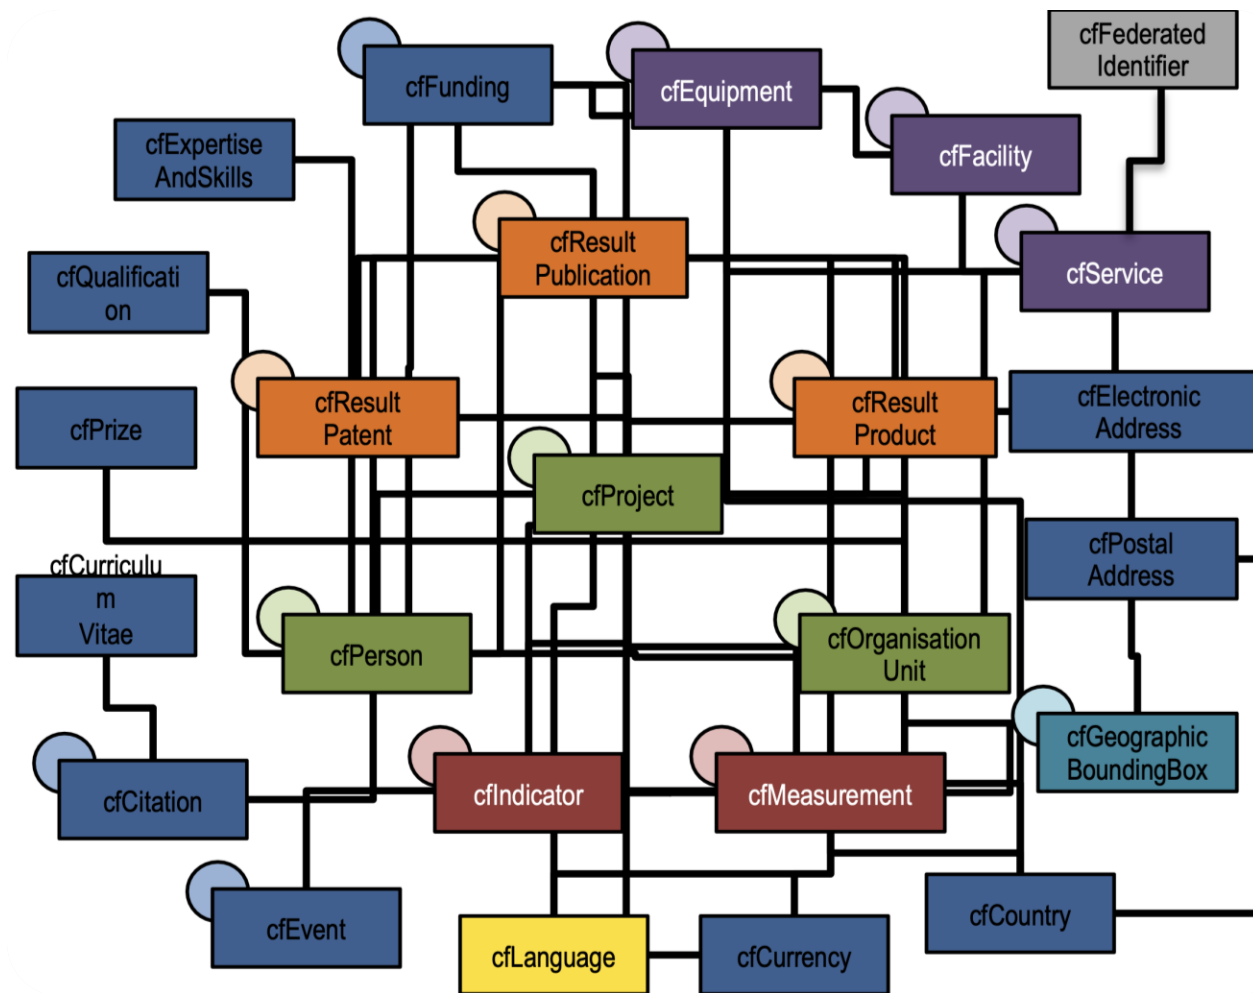 cfFederated
Identifier
cfFunding
cfEquipment
cfFacility
cfExpertise
AndSkills
cfResult
Publication
cfService
cfQualificati
on
cfResult
Patent
cfResult
Product
cfElectronic
Address
cfPrize
cfProject
cfPostal
Address
cfCurriculu
m
Vitae
cfPerson
cfOrganisation
Unit
cfGeographic
BoundingBox
cfCitation
cfIndicator
cfMeasurement
cfEvent
cfLanguage
cfCurrency
cfCountry